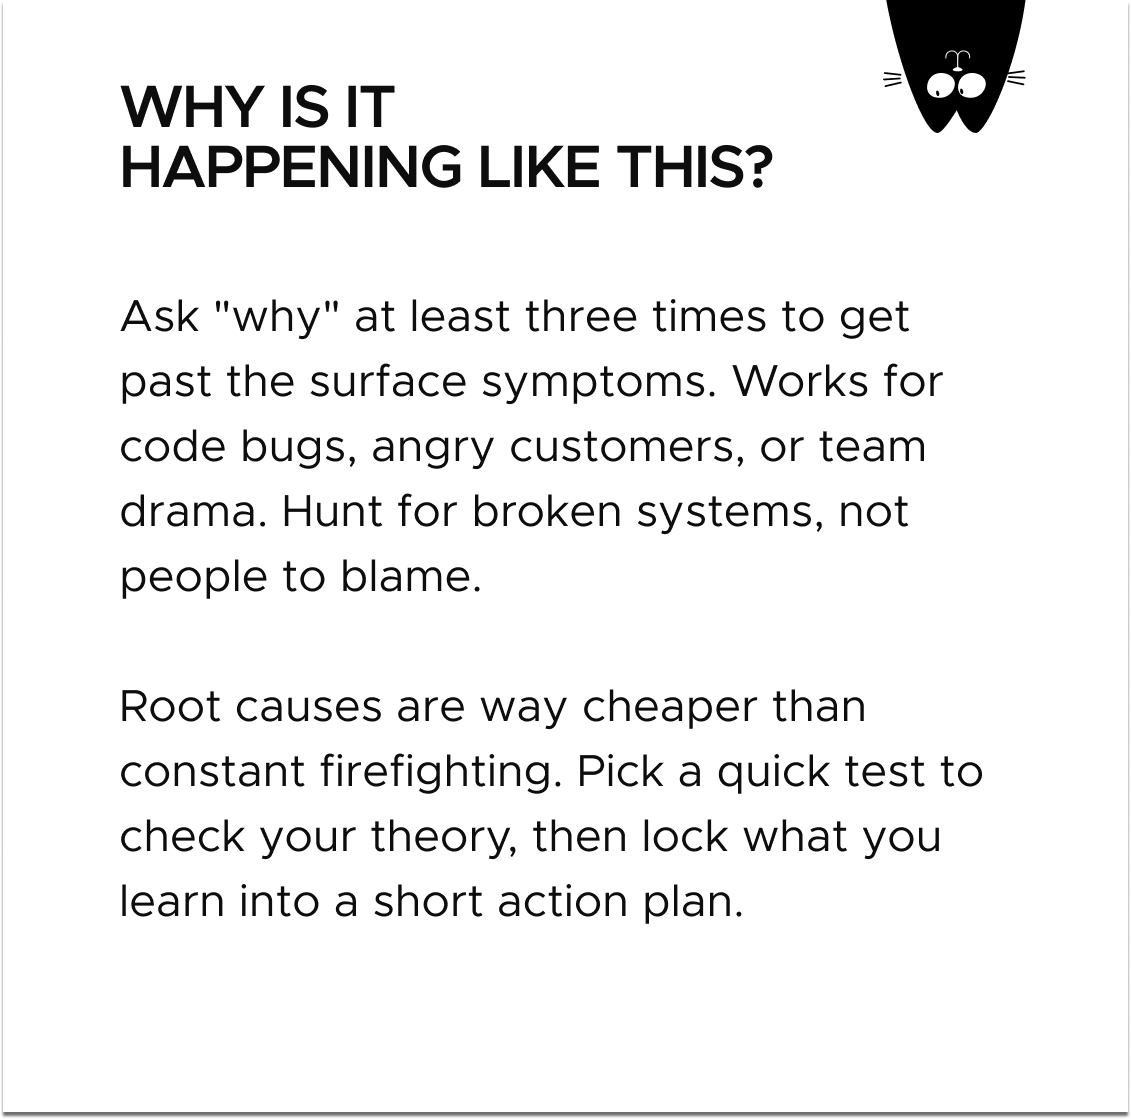 WHY IS IT
HAPPENING LIKE THIS?
Ask "why" at least three times to get
past the surface symptoms. Works for
code bugs, angry customers, or team
drama. Hunt for broken systems, not
people to blame.
Root causes are way cheaper than
constant firefighting. Pick a quick test to
check your theory, then lock what you
learn into a short action plan.